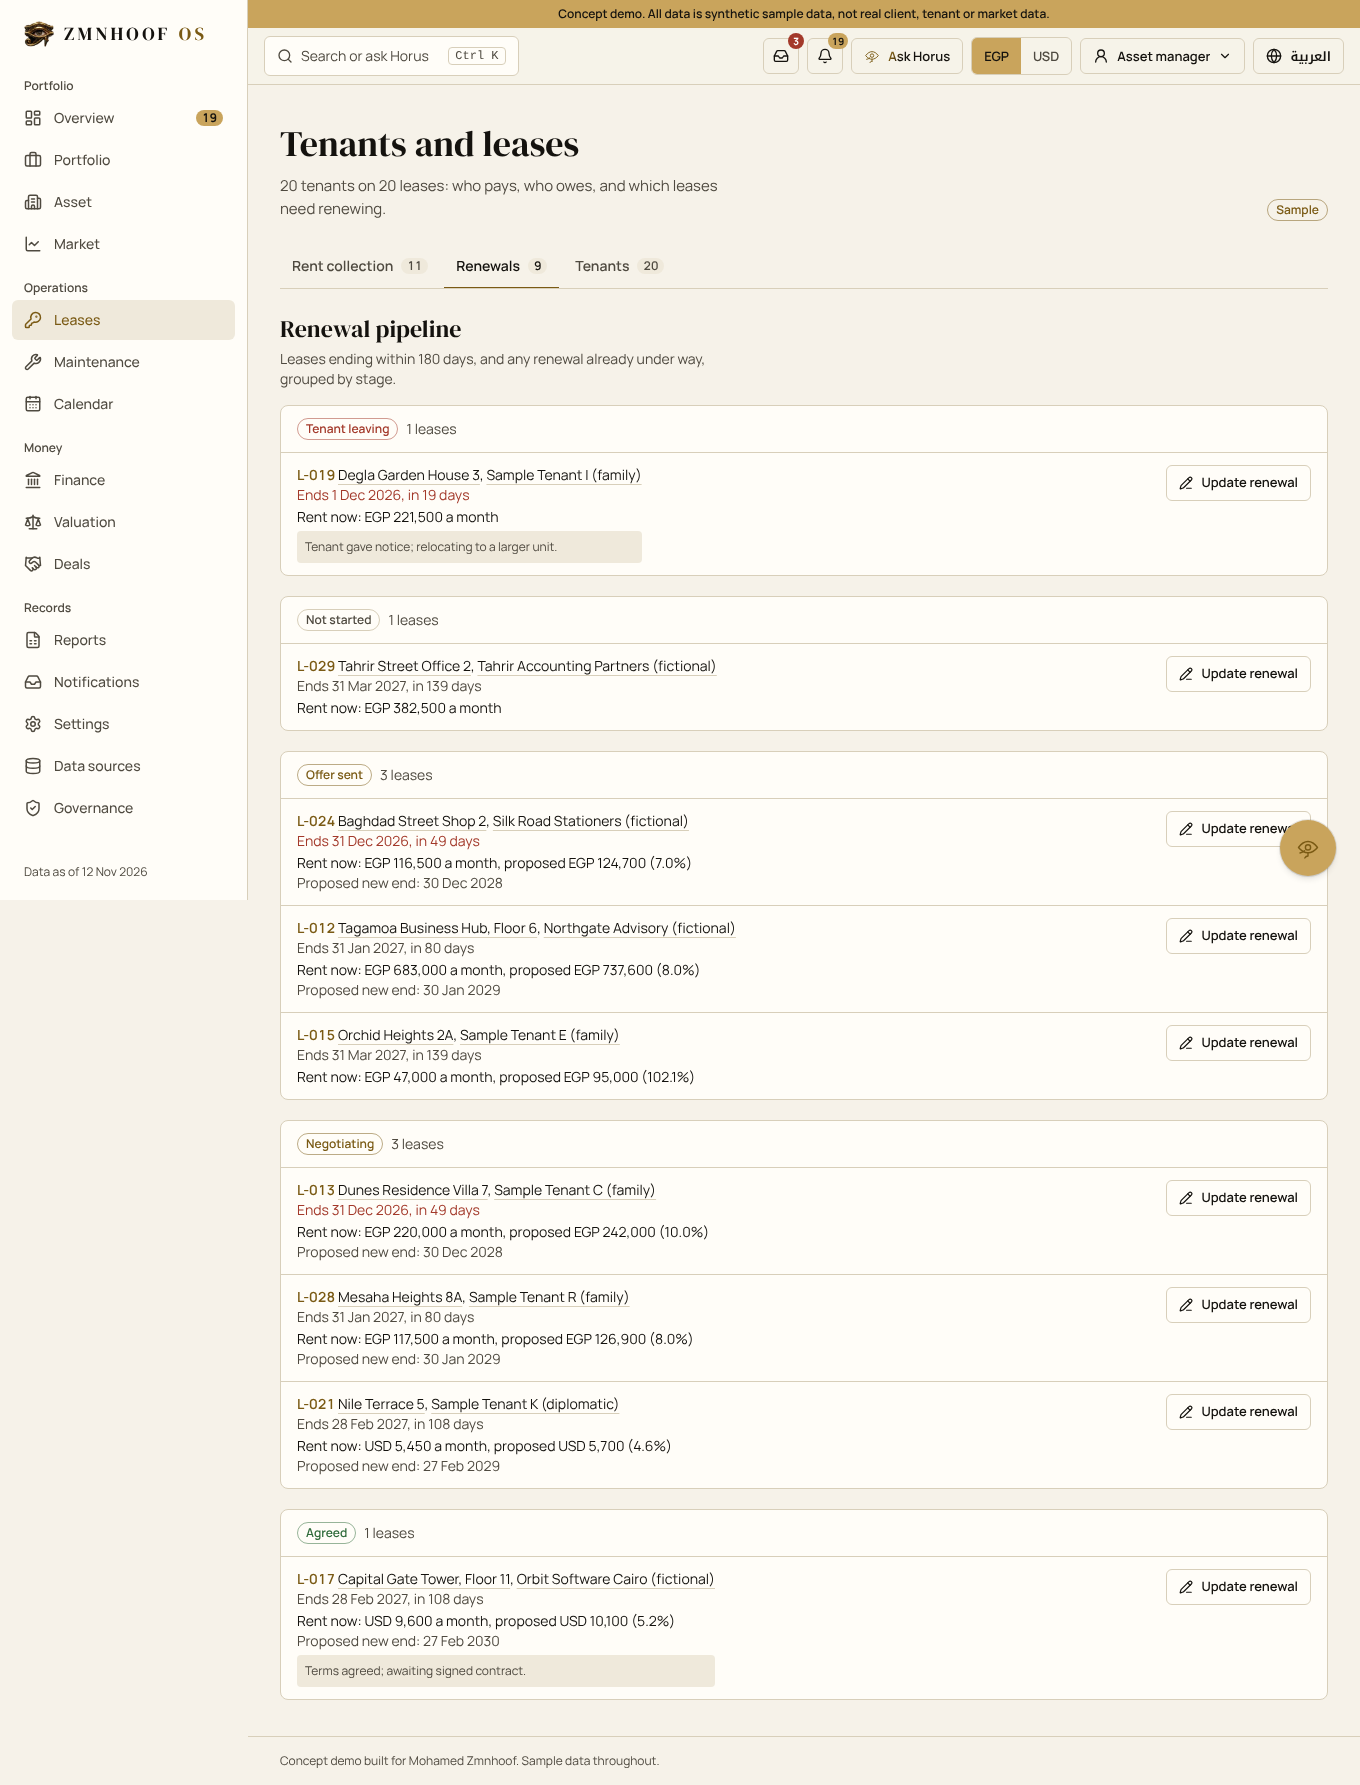 ZMNHOOF OS
Portfolio
Overview 19
Portfolio
Asset
Market
Operations
Leases
Maintenance
Calendar
Money
Finance
Valuation
Deals
Records
Reports
Notifications
Settings
Data sources
Governance
Data as of 12 Nov 2026
Concept demo. All data is synthetic sample data, not real client, tenant or market data.
Search or ask Horus Ctrl K 3 19 Ask Horus EGP USD Asset manager العربية
Tenants and leases
20 tenants on 20 leases: who pays, who owes, and which leases
need renewing.
Sample
Rent collection 11 Renewals 9 Tenants 20
Renewal pipeline
Leases ending within 180 days, and any renewal already under way,
grouped by stage.
Tenant leaving 1 leases
L-019 Degla Garden House 3, Sample Tenant I (family)
Update renewal
Ends 1 Dec 2026, in 19 days
Rent now: EGP 221,500 a month
Tenant gave notice; relocating to a larger unit.
Not started 1 leases
L-029 Tahrir Street Office 2, Tahrir Accounting Partners (fictional)
Update renewal
Ends 31 Mar 2027, in 139 days
Rent now: EGP 382,500 a month
Offer sent 3 leases
L-024 Baghdad Street Shop 2, Silk Road Stationers (fictional)
Update renew
Ends 31 Dec 2026, in 49 days
Rent now: EGP 116,500 a month, proposed EGP 124,700 (7.0%)
Proposed new end: 30 Dec 2028
L-012 Tagamoa Business Hub, Floor 6, Northgate Advisory (fictional)
Update renewal
Ends 31 Jan 2027, in 80 days
Rent now: EGP 683,000 a month, proposed EGP 737,600 (8.0%)
Proposed new end: 30 Jan 2029
L-015 Orchid Heights 2A, Sample Tenant E (family)
Update renewal
Ends 31 Mar 2027, in 139 days
Rent now: EGP 47,000 a month, proposed EGP 95,000 (102.1%)
Negotiating 3 leases
L-013 Dunes Residence Villa 7, Sample Tenant C (family)
Update renewal
Ends 31 Dec 2026, in 49 days
Rent now: EGP 220,000 a month, proposed EGP 242,000 (10.0%)
Proposed new end: 30 Dec 2028
L-028 Mesaha Heights 8A, Sample Tenant R (family)
Update renewal
Ends 31 Jan 2027, in 80 days
Rent now: EGP 117,500 a month, proposed EGP 126,900 (8.0%)
Proposed new end: 30 Jan 2029
L-021 Nile Terrace 5, Sample Tenant K (diplomatic)
Update renewal
Ends 28 Feb 2027, in 108 days
Rent now: USD 5,450 a month, proposed USD 5,700 (4.6%)
Proposed new end: 27 Feb 2029
Agreed 1 leases
L-017 Capital Gate Tower, Floor 11, Orbit Software Cairo (fictional)
Update renewal
Ends 28 Feb 2027, in 108 days
Rent now: USD 9,600 a month, proposed USD 10,100 (5.2%)
Proposed new end: 27 Feb 2030
Terms agreed; awaiting signed contract.
Concept demo built for Mohamed Zmnhoof. Sample data throughout.